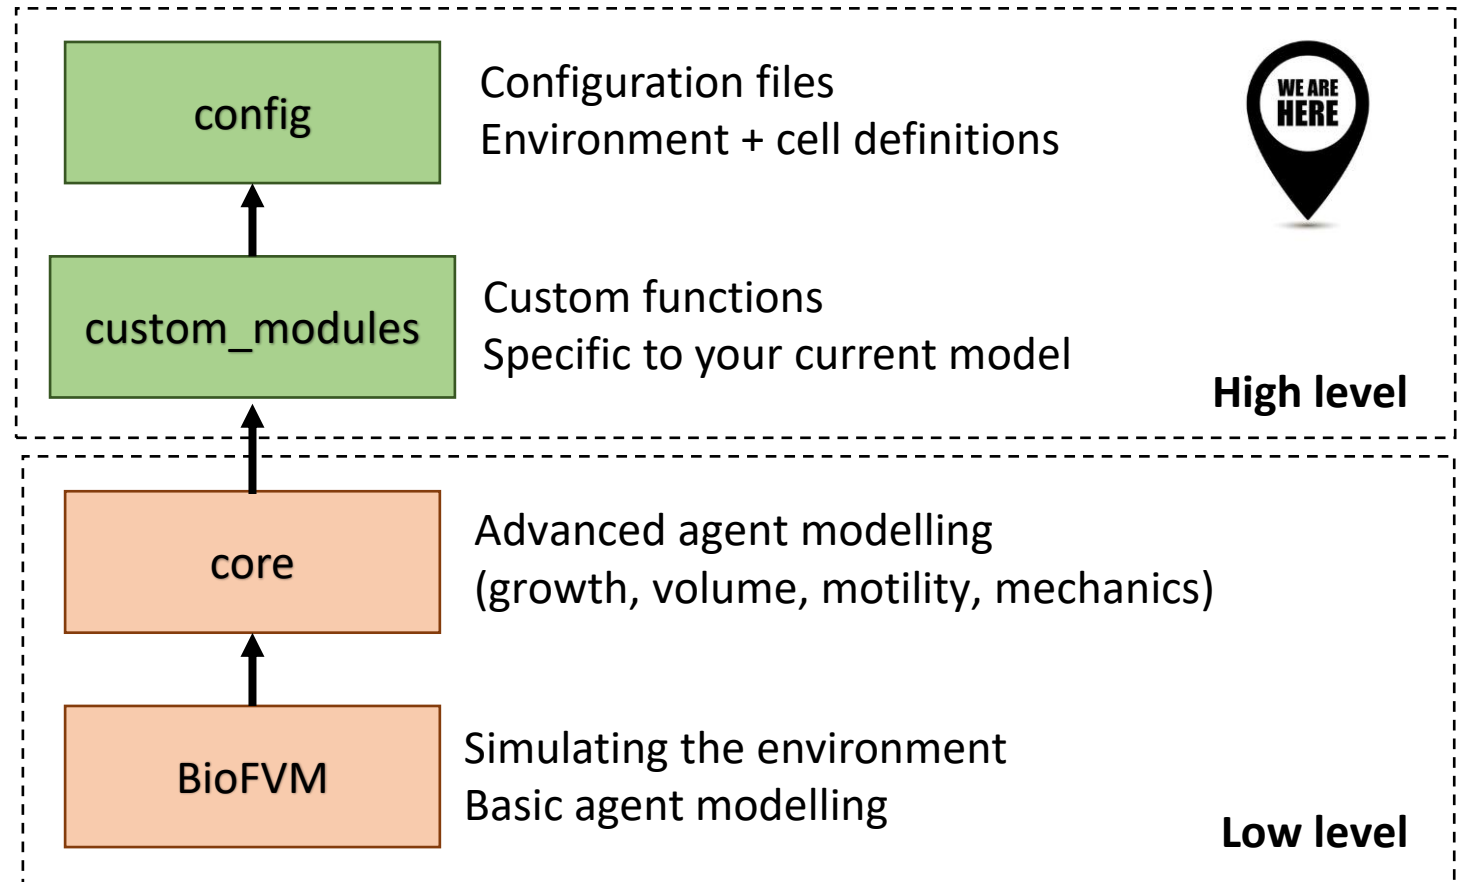 config
Configuration files
Environment + cell definitions
WE ARE
HERE
custom_modules
Custom functions
Specific to your current model
High level
core
Advanced agent modelling
(growth, volume, motility, mechanics)
BioFVM
Simulating the environment
Basic agent modelling
Low level